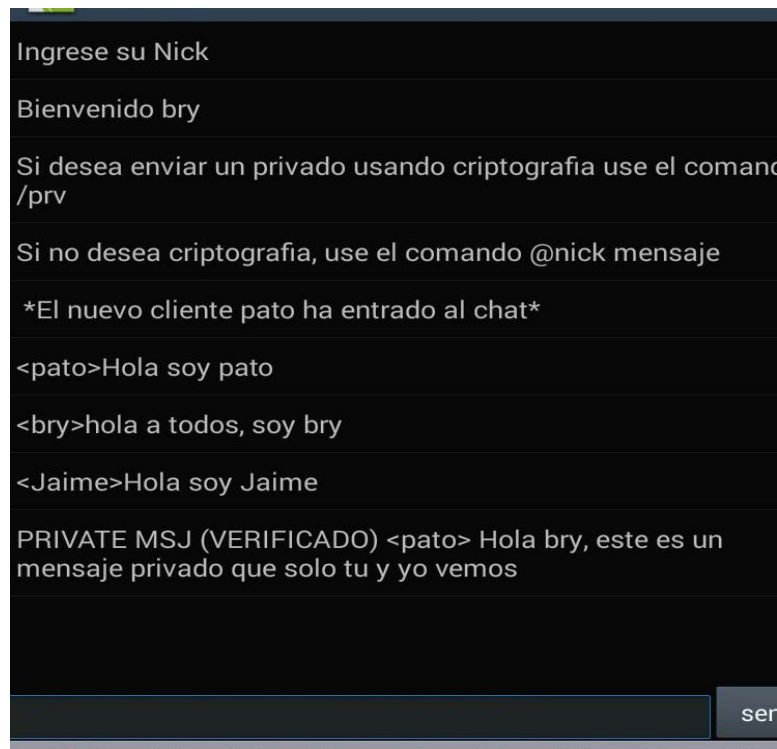 Ingrese su Nick
Bienvenido bry
Si desea enviar un privado usando criptografia use el
/prv
Si no desea criptografia, use el comando @nick mensaje
*El nuevo cliente pato ha entrado al chat*
<pato>Hola soy pato
<bry>hola a todos, soy bry
<Jaime>Hola soy Jaime
PRIVATE MSJ (VERIFICADO) <pato> Hola bry, este es un
mensaje privado que solo tu y yo vemos